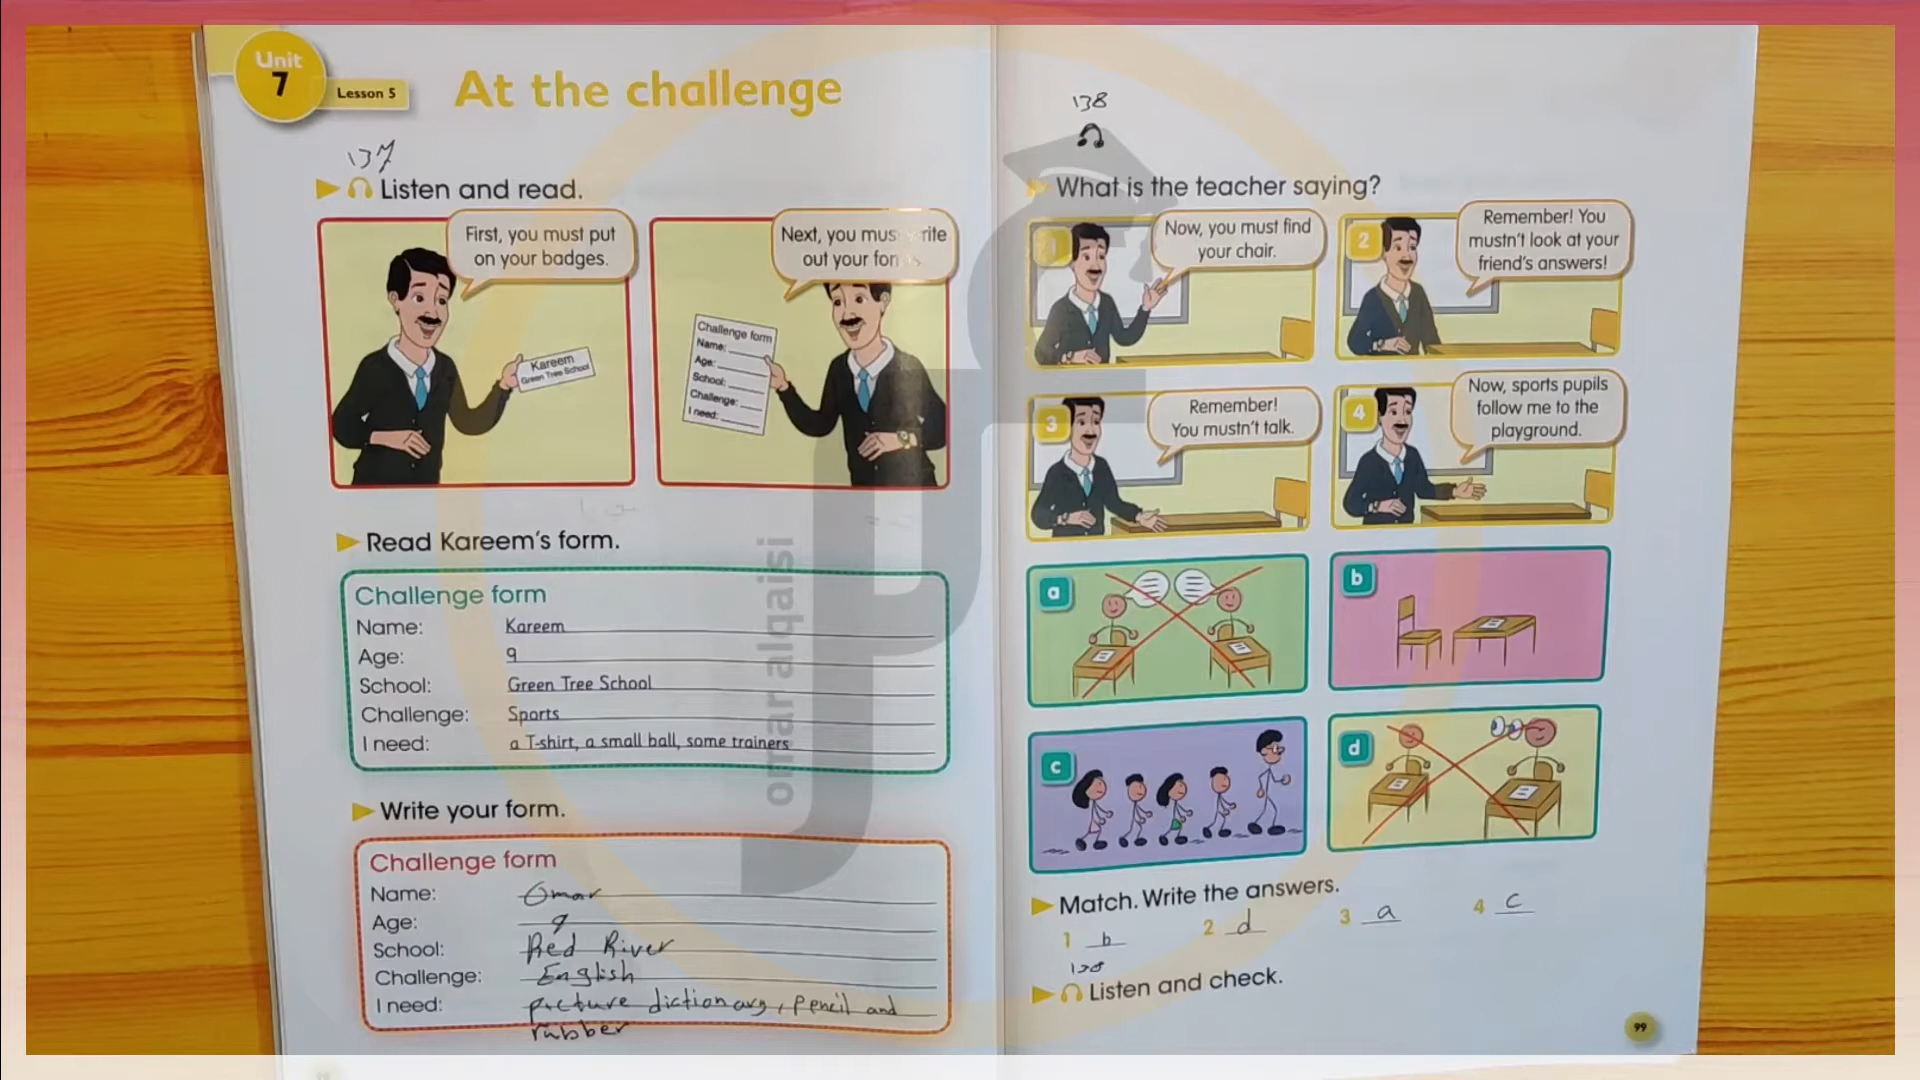 Unit
7
Lesson 5
At the challenge
137
Listen and read.
First, you must put
on your badges.
Kareem
Green Tree School
Next, you
out your
Challenge form
Name:
Age:
School:
Challenge:
I need:
Read Kareem's form.
Challenge form
Name: Kareem
Age: 9
School: Green Tree School
Challenge: Sports
I need: a T-shirt, a small ball, some trainers
Write your form.
Challenge form
Name: Omar
Age: 9
School: Red River
Challenge: English
I need: picture dictionary, pencil and
rubber
138
What is the teacher saying?
1
Now, you must find
your chair.
2
Remember! You
mustn't look at your
friend's answers!
3
Remember!
You mustn't talk.
4
Now, sports pupils
follow me to the
playground.
a
b
c
d
Match. Write the answers.
1 b 2 d 3 a 4 c
138
Listen and check.
99
omar alqaisi